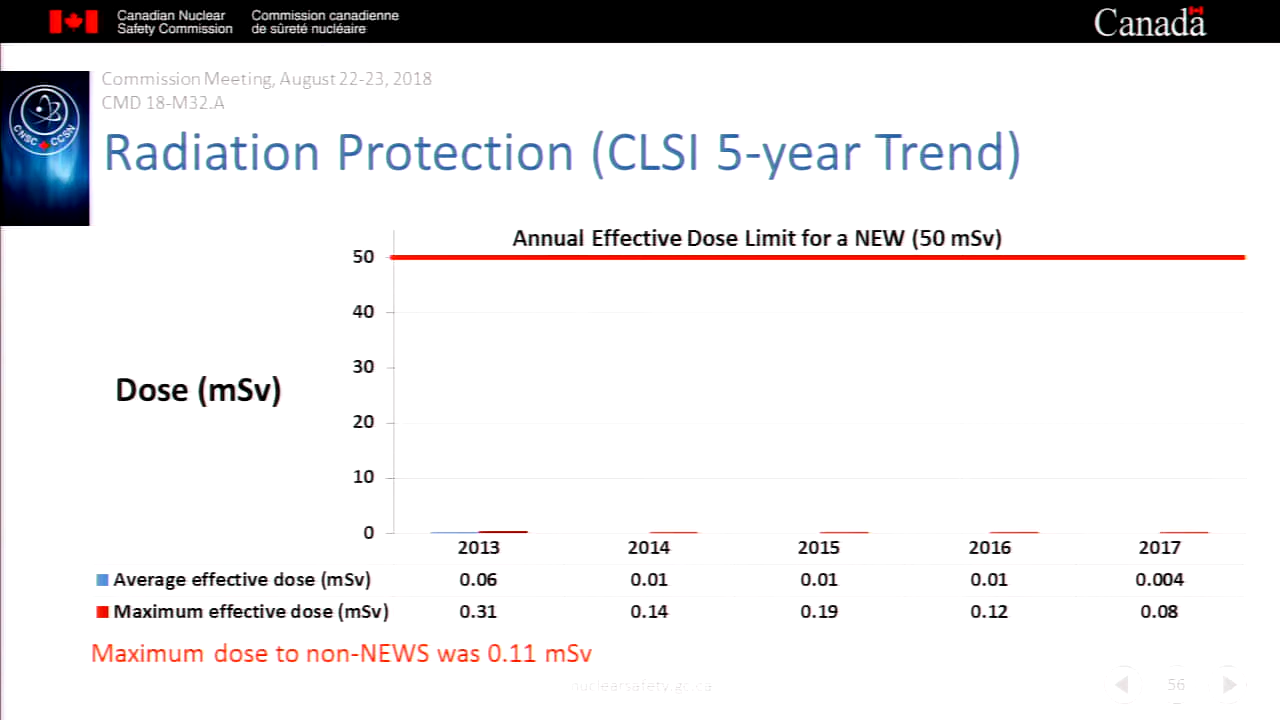 Canadian Nuclear Safety Commission
Commission canadienne de sûreté nucléaire
Canada
Commission Meeting, August 22-23, 2018
CMD 18-M32.A
CNSC CCSN
Radiation Protection (CLSI 5-year Trend)
Annual Effective Dose Limit for a NEW (50 mSv)
50
40
30
20
10
0
Dose (mSv)
2013 2014 2015 2016 2017
Average effective dose (mSv) 0.06 0.01 0.01 0.01 0.004
Maximum effective dose (mSv) 0.31 0.14 0.19 0.12 0.08
Maximum dose to non-NEWS was 0.11 mSv
nuclearsafety.gc.ca
56